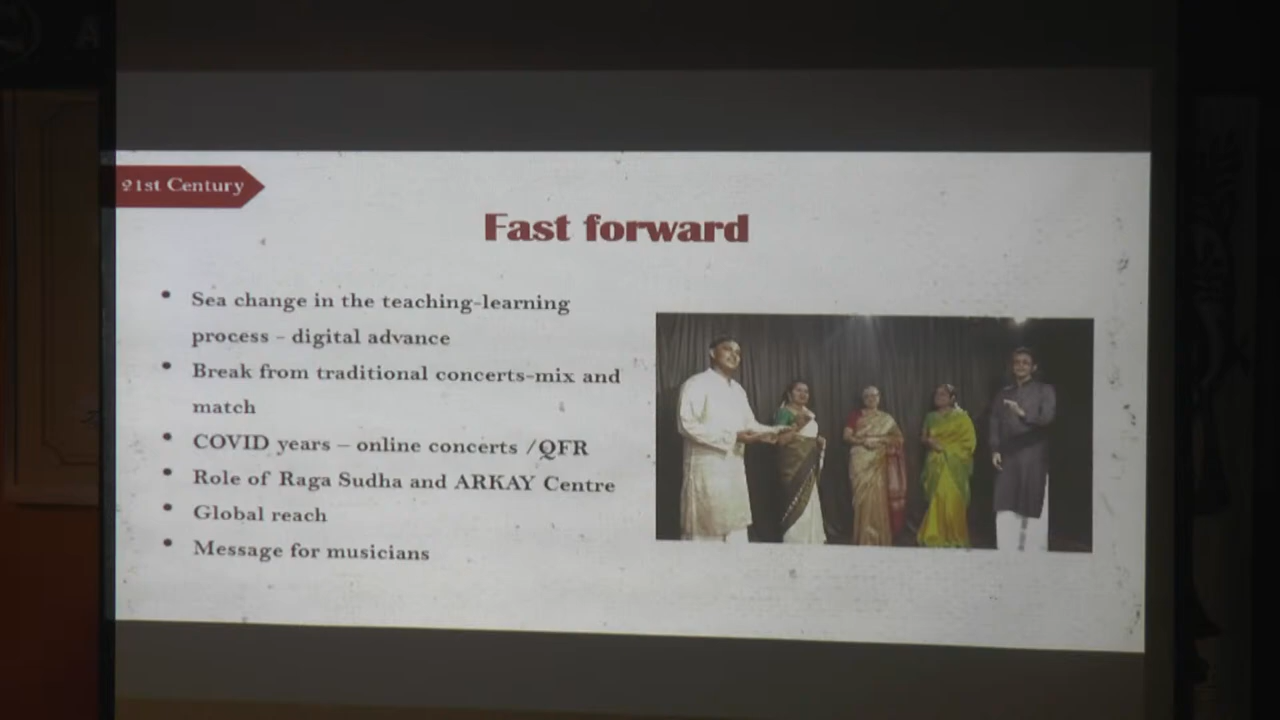 21st Century
Fast forward
• Sea change in the teaching-learning
process - digital advance
• Break from traditional concerts-mix and
match
• COVID years – online concerts /QFR
• Role of Raga Sudha and ARKAY Centre
• Global reach
• Message for musicians